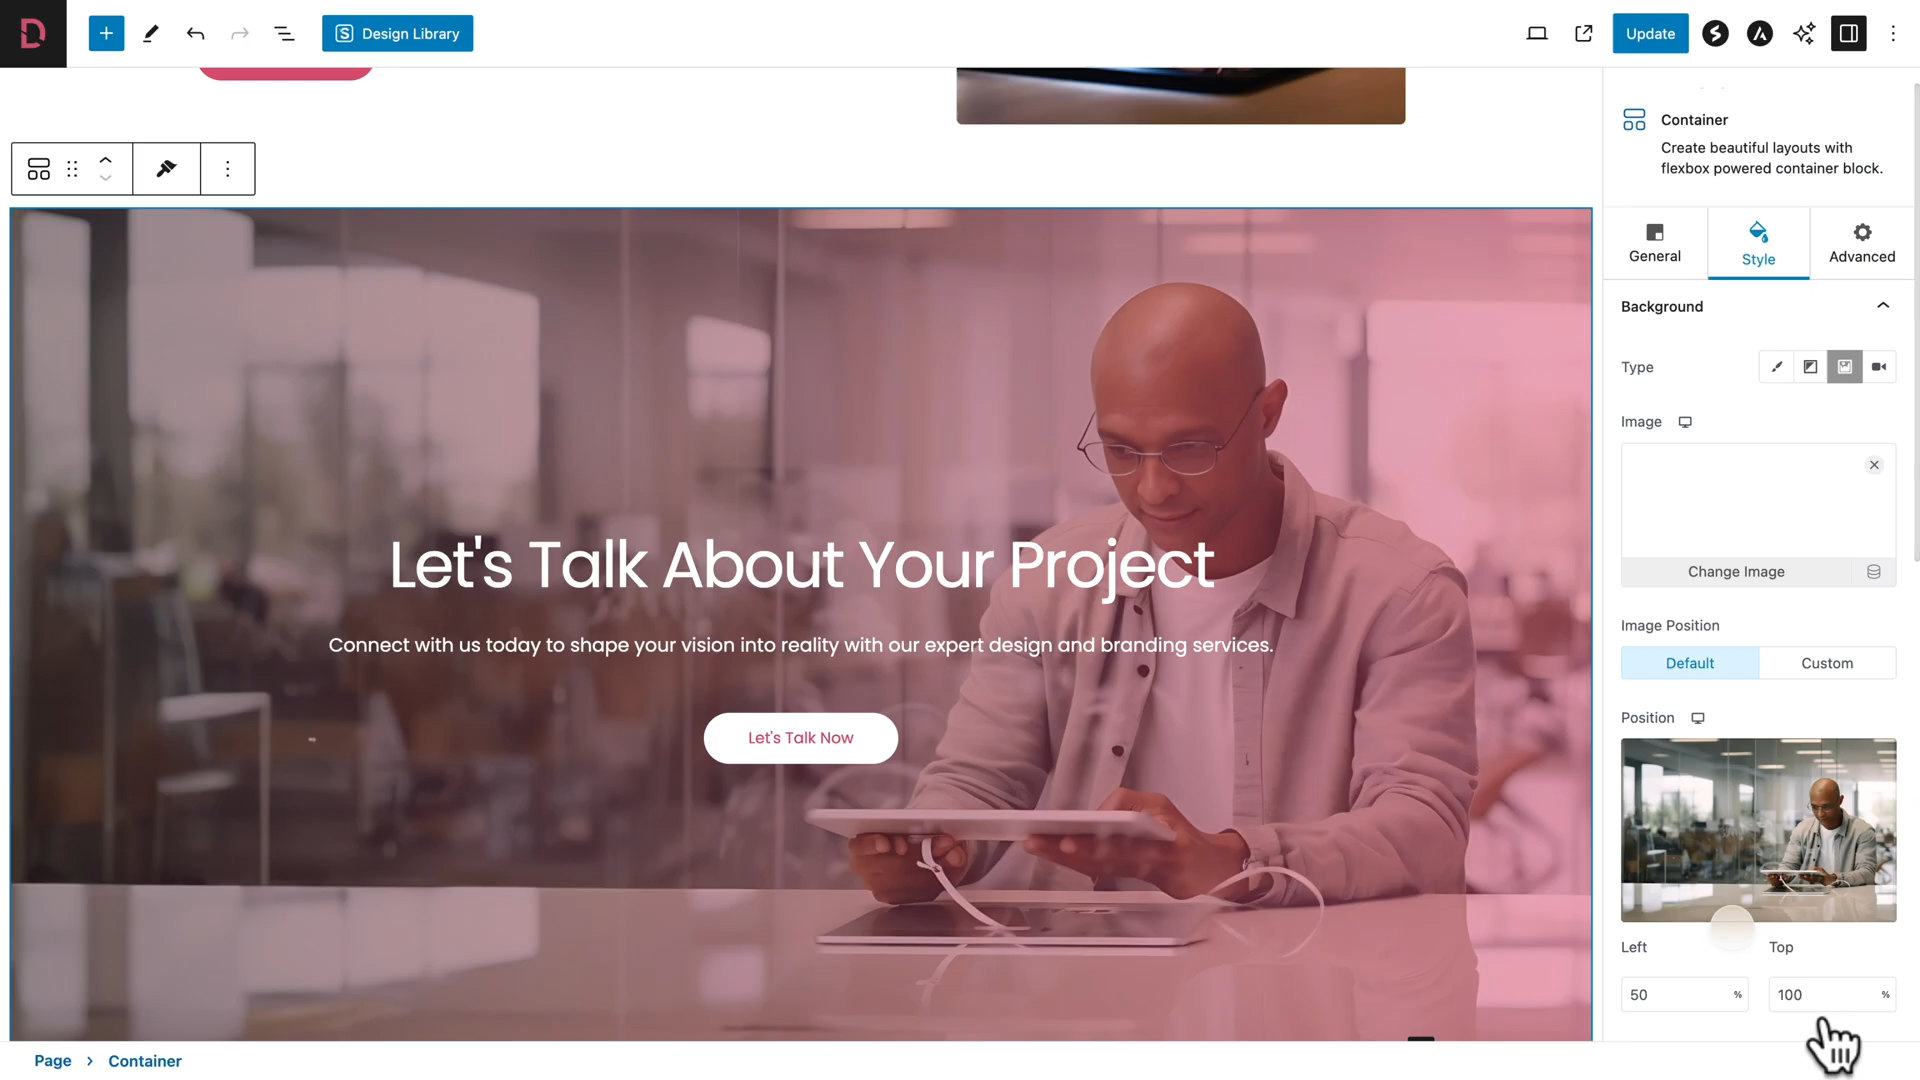 Design Library
Update
Container
Create beautiful layouts with
flexbox powered container block.
General
Style
Advanced
Background
Type
Image
Change Image
Image Position
Default
Custom
Position
Left
Top
50 %
100 %
Let's Talk About Your Project
Connect with us today to shape your vision into reality with our expert design and branding services.
Let's Talk Now
Page > Container